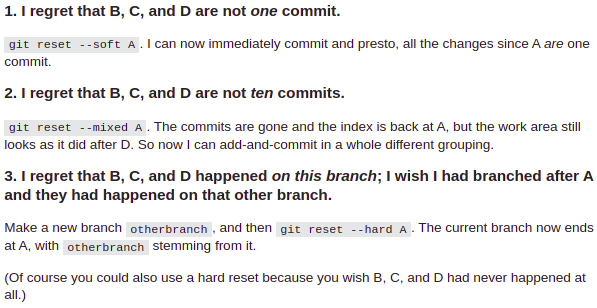 1. I regret that B, C, and D are not one commit.
git reset --soft A . I can now immediately commit and presto, all the changes since A are one
commit.
2. I regret that B, C, and D are not ten commits.
git reset --mixed A . The commits are gone and the index is back at A, but the work area still
looks as it did after D. So now I can add-and-commit in a whole different grouping.
3. I regret that B, C, and D happened on this branch; I wish I had branched after A
and they had happened on that other branch.
Make a new branch otherbranch , and then git reset --hard A . The current branch now ends
at A, with otherbranch stemming from it.
(Of course you could also use a hard reset because you wish B, C, and D had never happened at
all.)